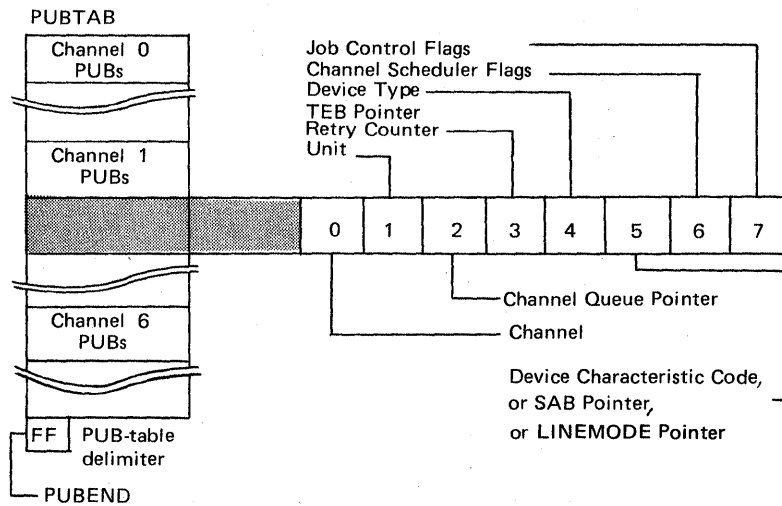 PUBTAB
Channel 0
PUBs
Channel 1
PUBs
Job Control Flags
Channel Scheduler Flags
Device Type
TEB Pointer
Retry Counter
Unit
0 1 2 3 4 5 6 7
Channel Queue Pointer
Channel
Channel 6
PUBs
Device Characteristic Code,
or SAB Pointer,
or LINEMODE Pointer
FF PUB-table
delimiter
PUBEND